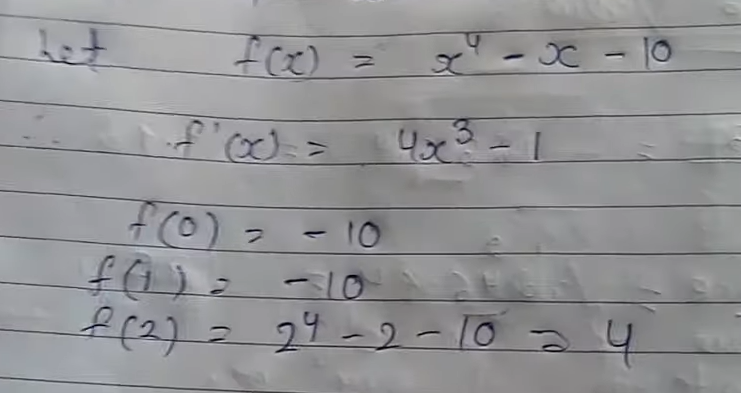 Let f(x) = x⁴ - x - 10
∴ f'(x) = 4x³ - 1
f(0) = - 10
f(1) = - 10
f(2) = 2⁴ - 2 - 10 = 4